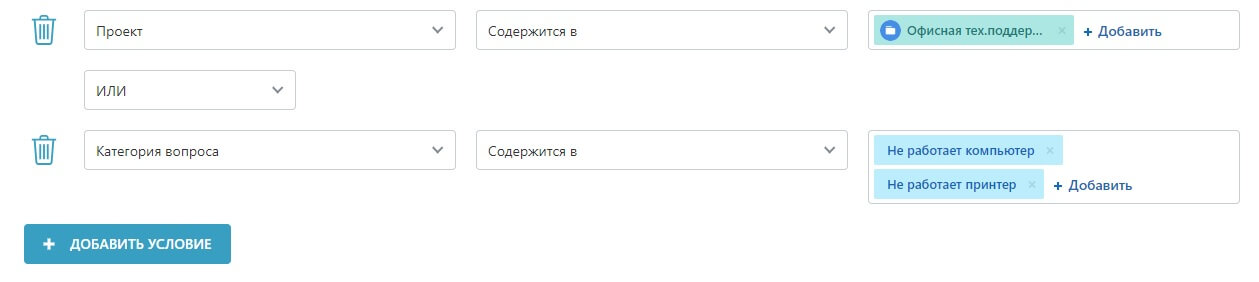 Проект
Содержится в
Офисная тех.поддер...
× + Добавить
ИЛИ
Категория вопроса
Содержится в
Не работает компьютер ×
Не работает принтер × + Добавить
+ ДОБАВИТЬ УСЛОВИЕ